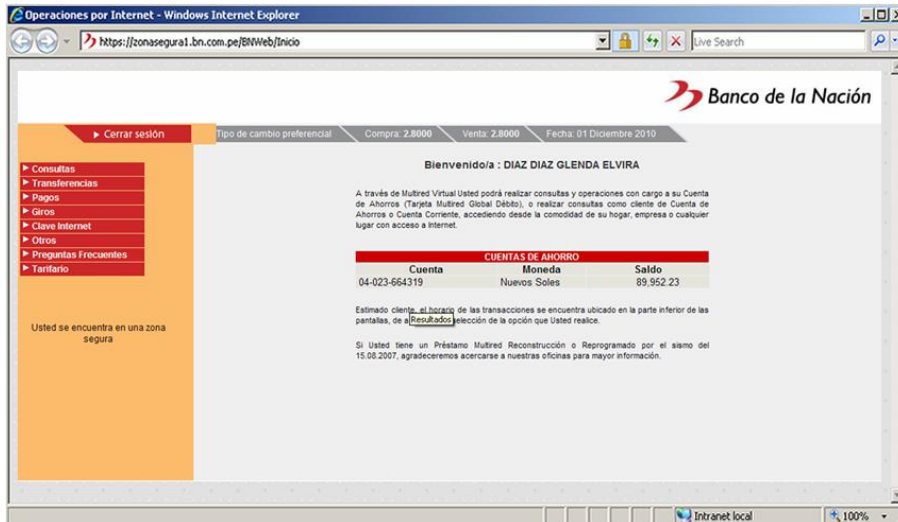 Operaciones por Internet - Windows Internet Explorer
https://zonasegura1.bn.com.pe/BNWeb/Inicio
Live Search
Banco de la Nación
Cerrar sesión
Tipo de cambio preferencial
Compra: 2.8000
Venta: 2.8000
Fecha: 01 Diciembre 2010
Consultas
Transferencias
Pagos
Giros
Clave Internet
Otros
Preguntas Frecuentes
Tarifario
Usted se encuentra en una zona
segura
Bienvenido/a : DIAZ DIAZ GLENDA ELVIRA
A través de Multired Virtual Usted podrá realizar consultas y operaciones con cargo a su Cuenta
de Ahorros (Tarjeta Multired Global Débito), o realizar consultas como cliente de Cuenta de
Ahorros o Cuenta Corriente, accediendo desde la comodidad de su hogar, empresa o cualquier
lugar con acceso a Internet.
CUENTAS DE AHORRO
Cuenta Moneda Saldo
04-023-664319 Nuevos Soles 89,952.23
Estimado cliente, el horario de las transacciones se encuentra ubicado en la parte inferior de las
pantallas, de a Resultados selección de la opción que Usted realice.
Si Usted tiene un Préstamo Multired Reconstrucción o Reprogramado por el sismo del
15.08.2007, agradeceremos acercarse a nuestras oficinas para mayor información.
Intranet local
100%